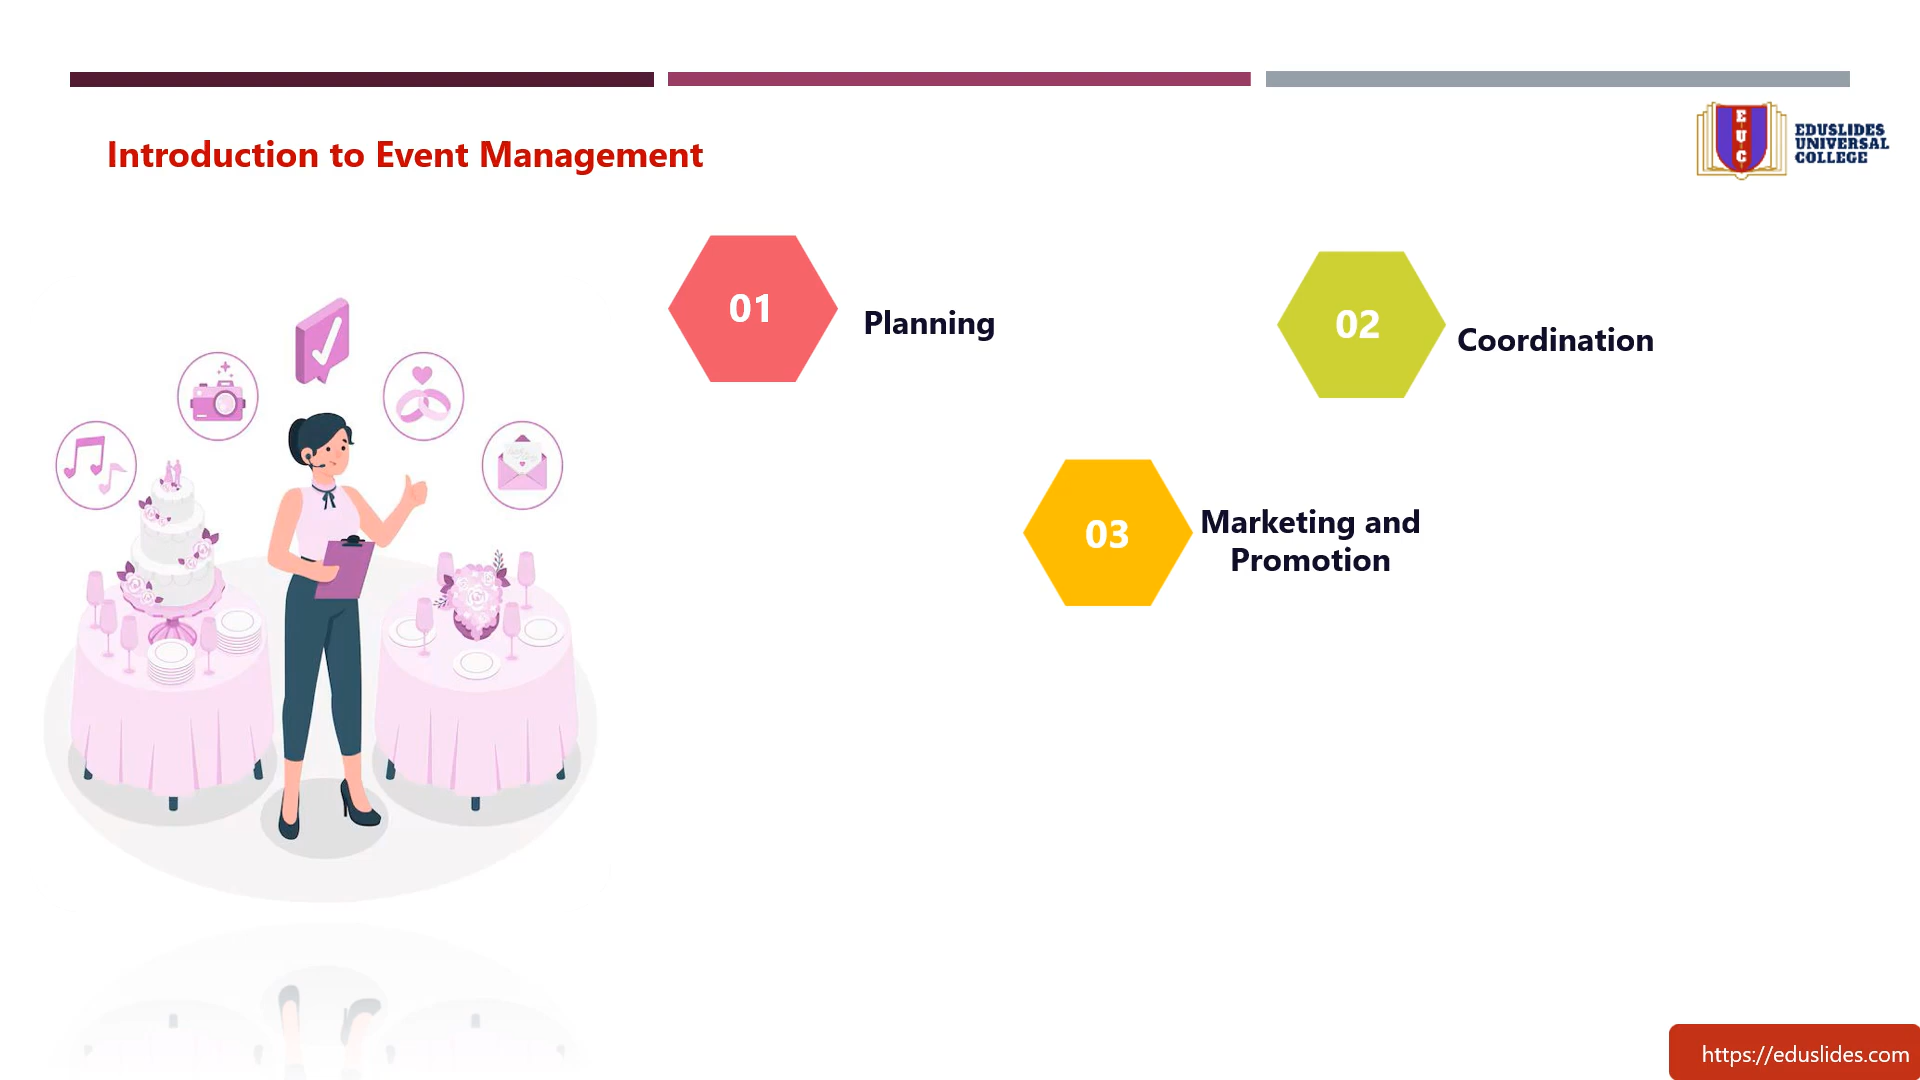 Introduction to Event Management
E
U
C
EDUSLIDES
UNIVERSAL
COLLEGE
01
Planning
02
Coordination
03
Marketing and
Promotion
https://eduslides.com